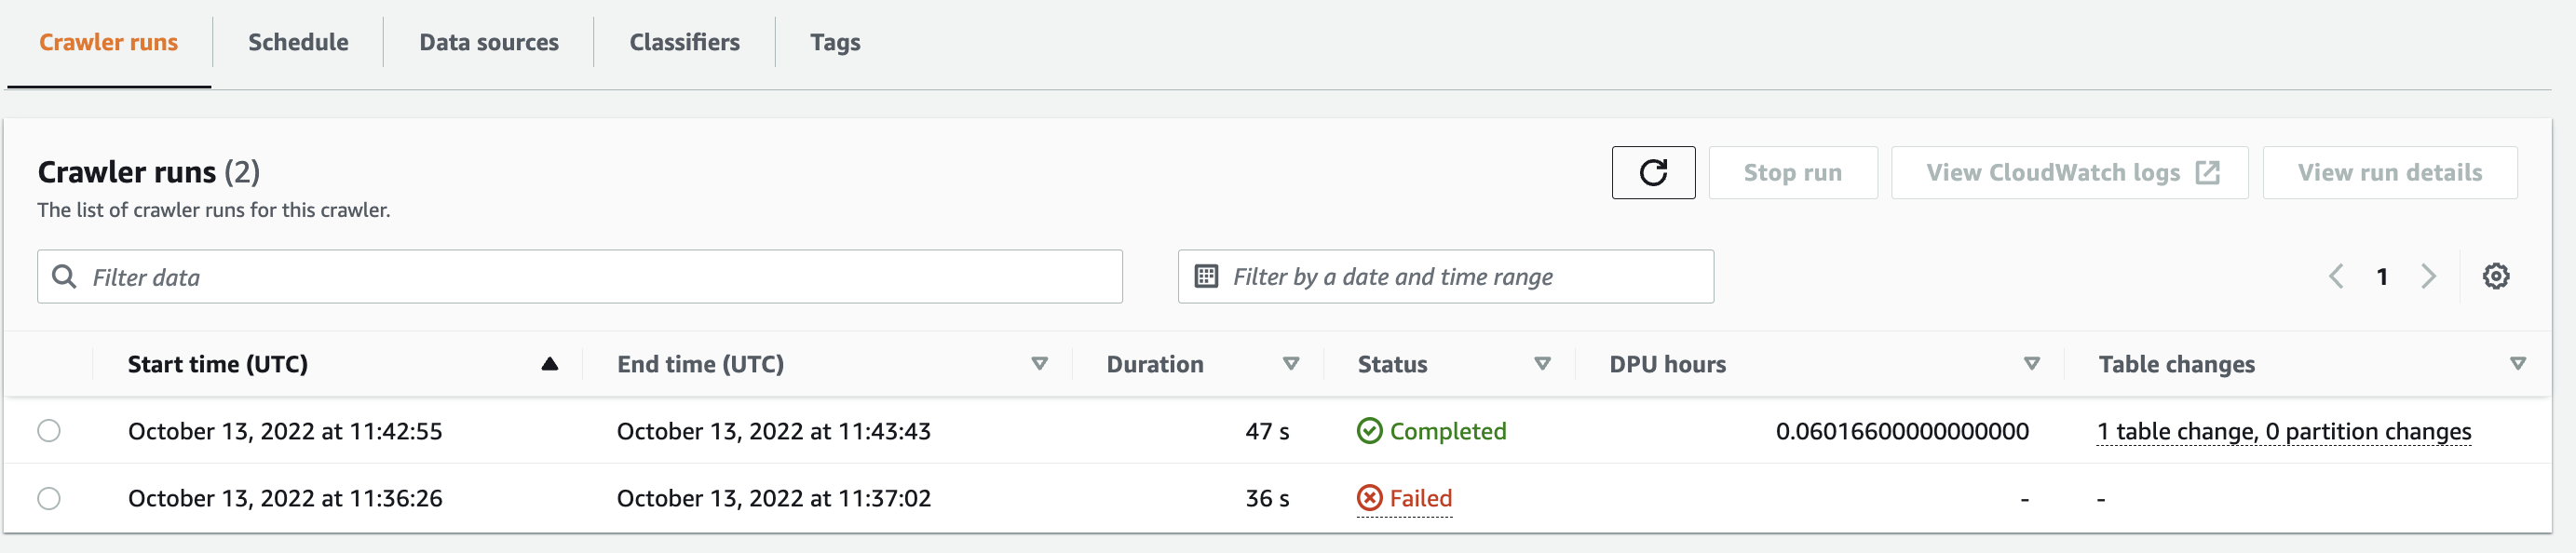 Crawler runs Schedule Data sources Classifiers Tags
Crawler runs (2) Stop run View CloudWatch logs View run details
The list of crawler runs for this crawler.
Filter data Filter by a date and time range 1
Start time (UTC) End time (UTC) Duration Status DPU hours Table changes
October 13, 2022 at 11:42:55 October 13, 2022 at 11:43:43 47 s Completed 0.06016600000000000 1 table change, 0 partition changes
October 13, 2022 at 11:36:26 October 13, 2022 at 11:37:02 36 s Failed - -